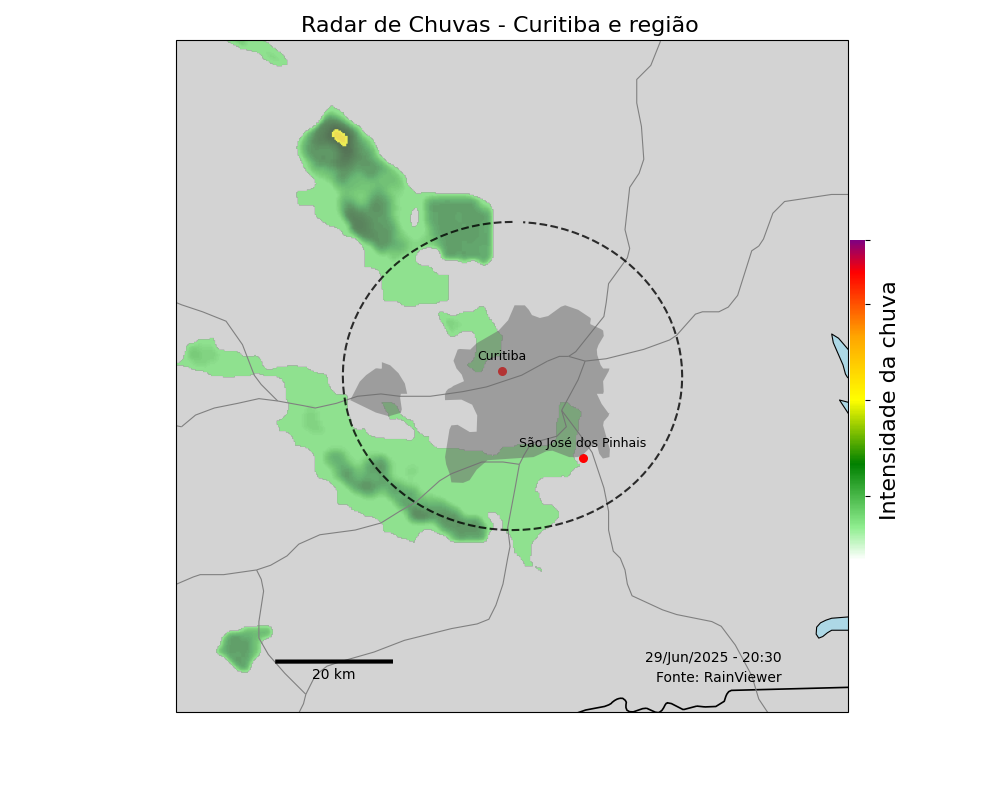 Radar de Chuvas - Curitiba e região
Curitiba
São José dos Pinhais
Intensidade da chuva
20 km
29/Jun/2025 - 20:30
Fonte: RainViewer